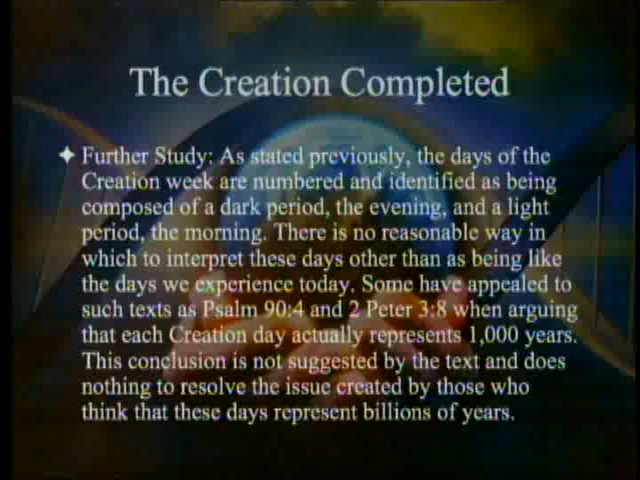 The Creation Completed
Further Study: As stated previously, the days of the
Creation week are numbered and identified as being
composed of a dark period, the evening, and a light
period, the morning. There is no reasonable way in
which to interpret these days other than as being like
the days we experience today. Some have appealed to
such texts as Psalm 90:4 and 2 Peter 3:8 when arguing
that each Creation day actually represents 1,000 years.
This conclusion is not suggested by the text and does
nothing to resolve the issue created by those who
think that these days represent billions of years.